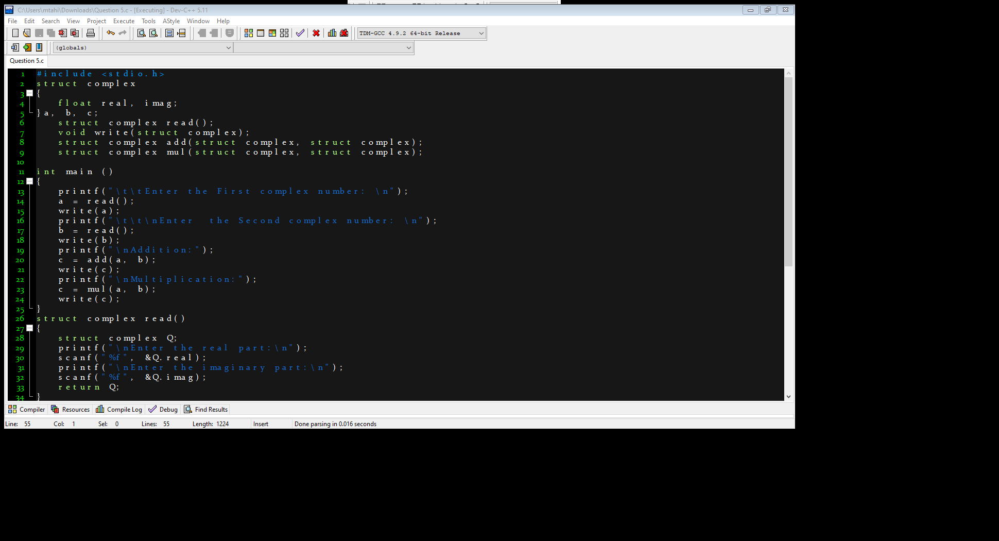 C:\Users\mtahi\Downloads\Question 5.c - [Executing] - Dev-C++ 5.11
File Edit Search View Project Execute Tools AStyle Window Help
TDM-GCC 4.9.2 64-bit Release
(globals)
Question 5.c
1 #include <stdio.h>
2 struct complex
3 {
4 float real, imag;
5 }a, b, c;
6 struct complex read();
7 void write(struct complex);
8 struct complex add(struct complex, struct complex);
9 struct complex mul(struct complex, struct complex);
10
11 int main ()
12 {
13 printf("\t\tEnter the First complex number: \n");
14 a = read();
15 write(a);
16 printf("\t\t\nEnter  the Second complex number: \n");
17 b = read();
18 write(b);
19 printf("\nAddition:");
20 c = add(a, b);
21 write(c);
22 printf("\nMultiplication:");
23 c = mul(a, b);
24 write(c);
25 }
26 struct complex read()
27 {
28 struct complex Q;
29 printf("\nEnter the real part:\n");
30 scanf("%f", &Q.real);
31 printf("\nEnter the imaginary part:\n");
32 scanf("%f", &Q.imag);
33 return Q;
34 }
Compiler Resources Compile Log Debug Find Results
Line: 55 Col: 1 Sel: 0 Lines: 55 Length: 1224 Insert Done parsing in 0.016 seconds